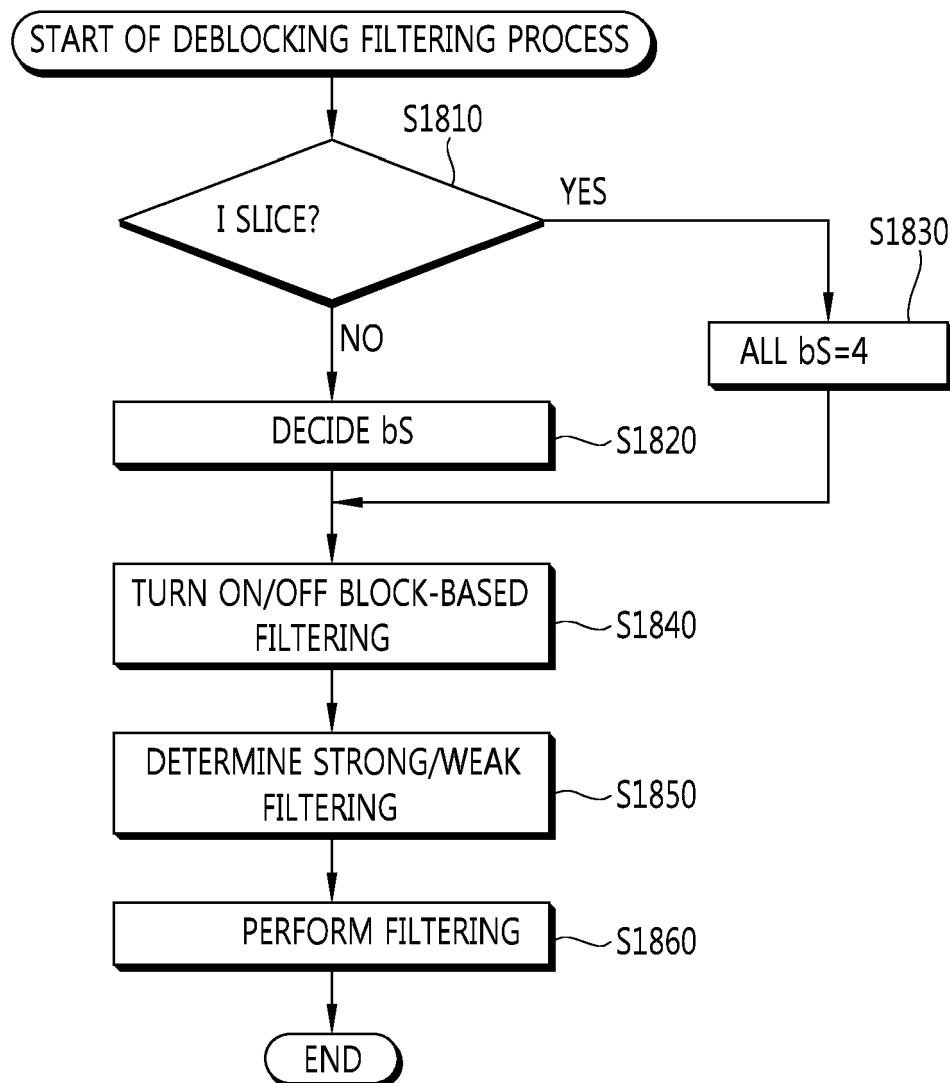 START OF DEBLOCKING FILTERING PROCESS
S1810
I SLICE?
YES
S1830
NO
ALL bS=4
DECIDE bS
S1820
TURN ON/OFF BLOCK-BASED
FILTERING
S1840
DETERMINE STRONG/WEAK
FILTERING
S1850
PERFORM FILTERING
S1860
END